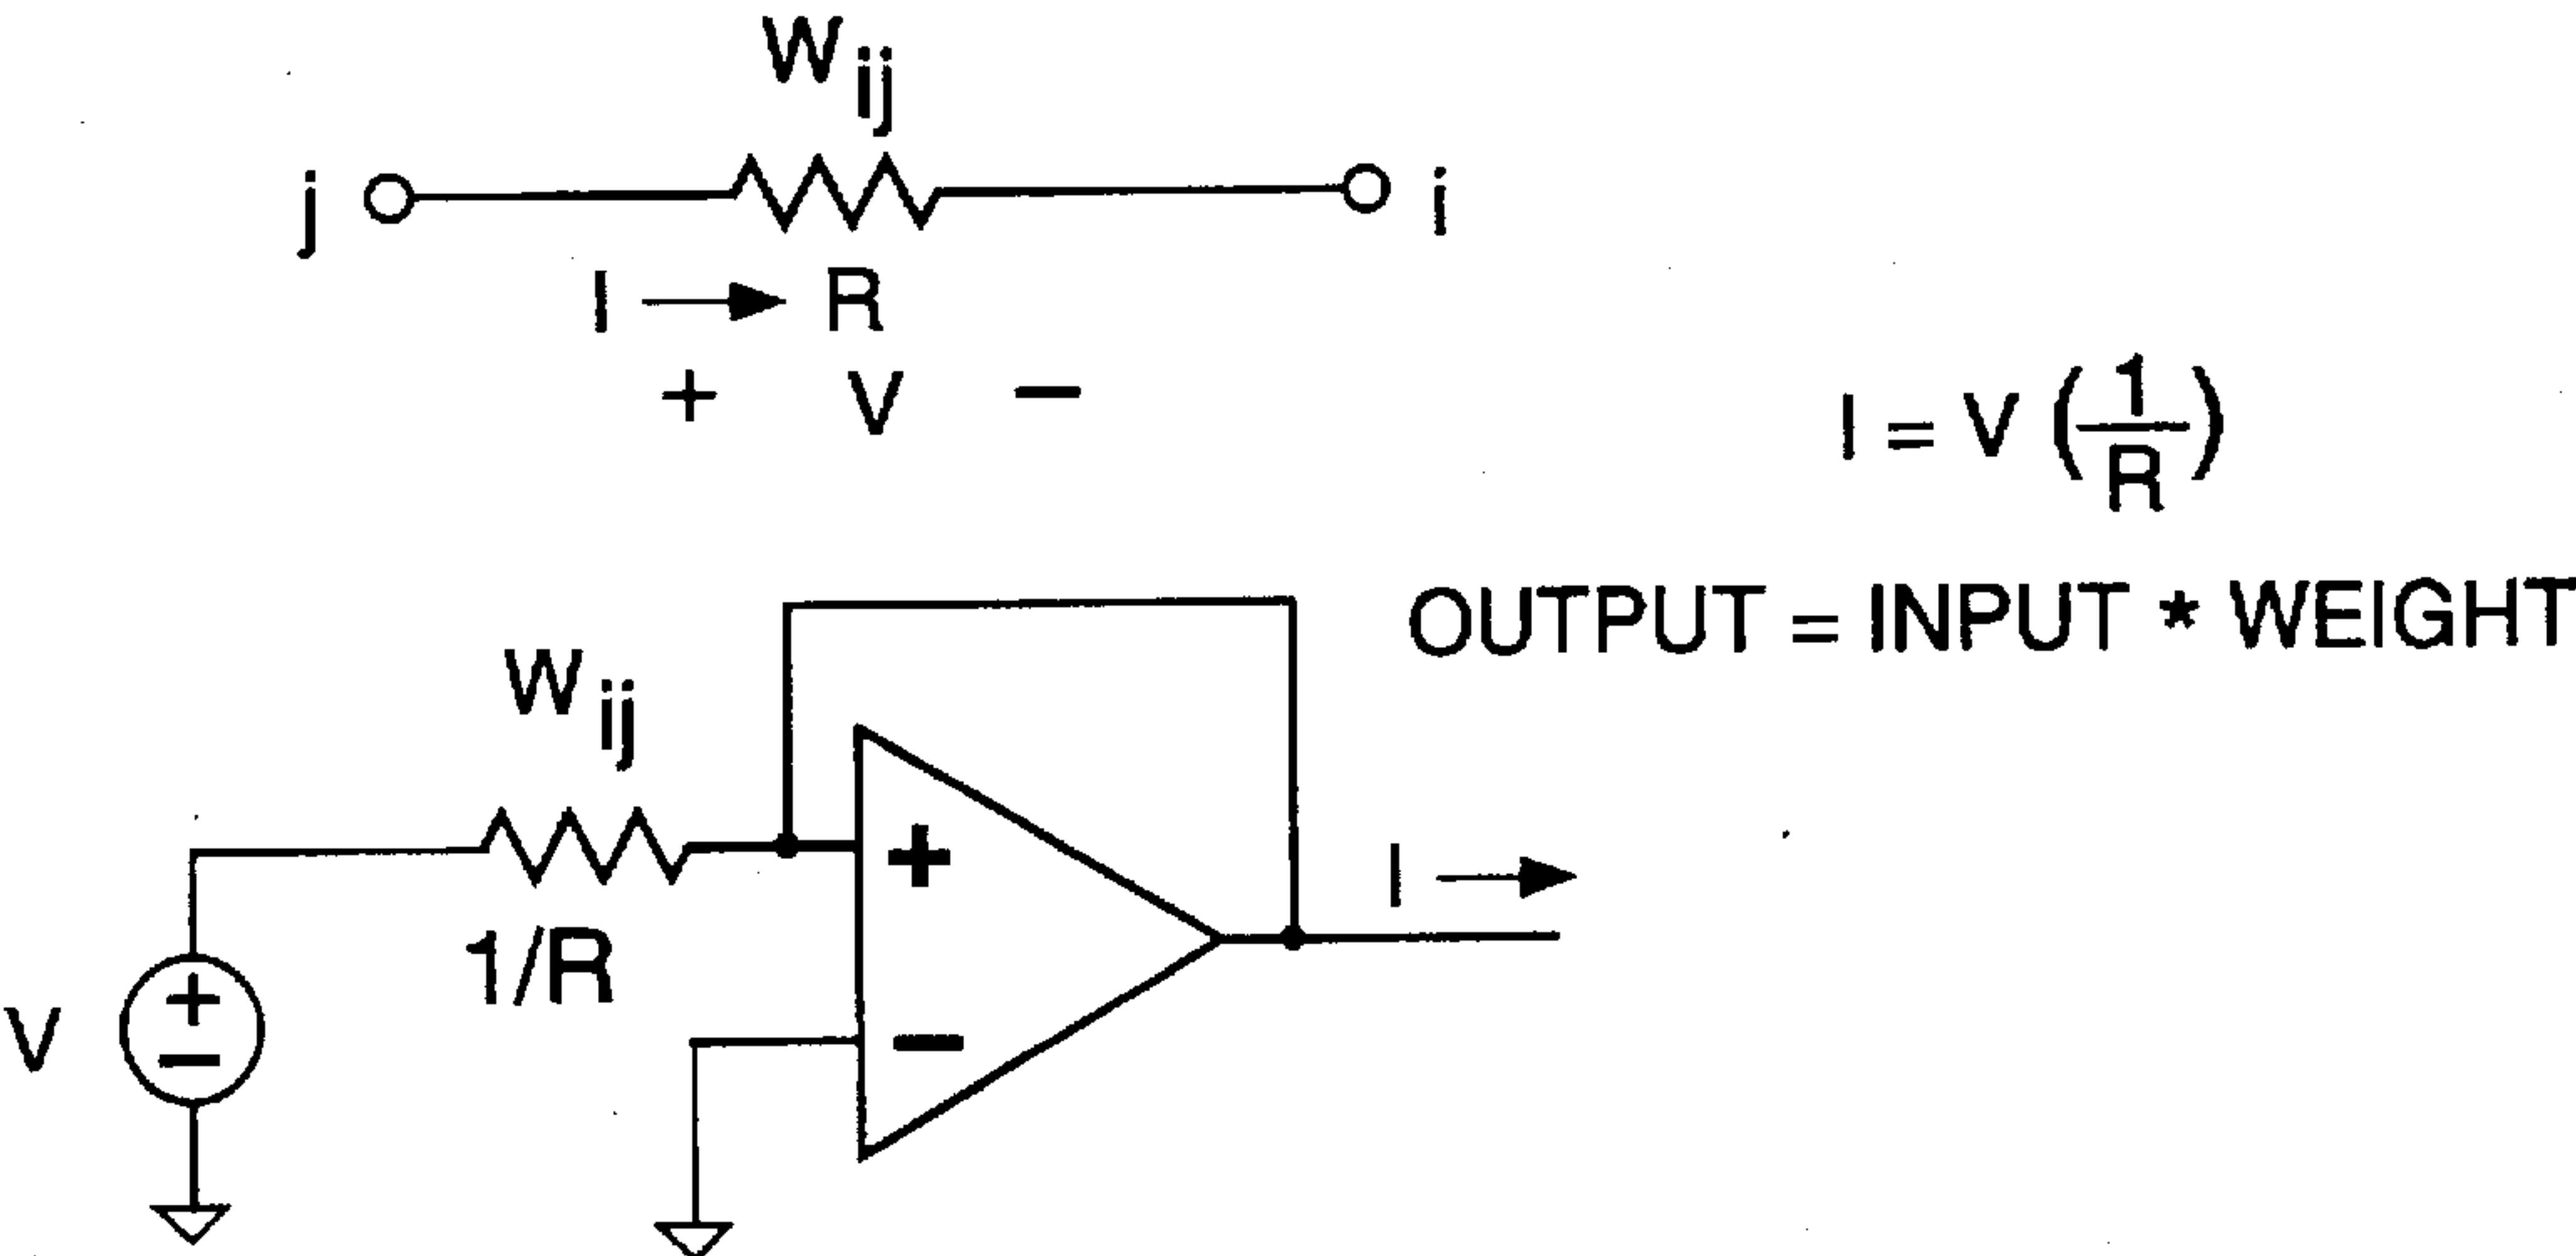 W ij
j
i
I → R
+ V −
I = V (1/R)
OUTPUT = INPUT * WEIGHT
W ij
+
I →
1/R
V
+
−
−